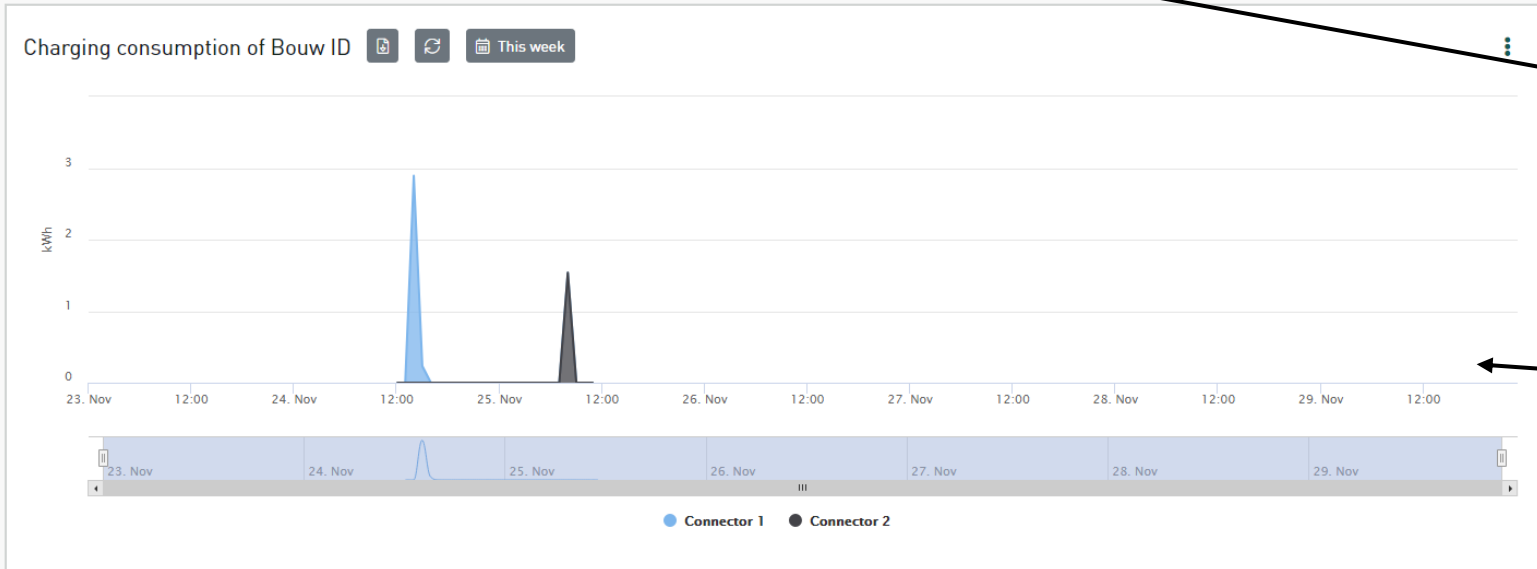 Charging consumption of Bouw ID This week
3
2
1
0
kWh
23. Nov 12:00 24. Nov 12:00 25. Nov 12:00 26. Nov 12:00 27. Nov 12:00 28. Nov 12:00 29. Nov 12:00
23. Nov 24. Nov 25. Nov 26. Nov 27. Nov 28. Nov 29. Nov
Connector 1 Connector 2